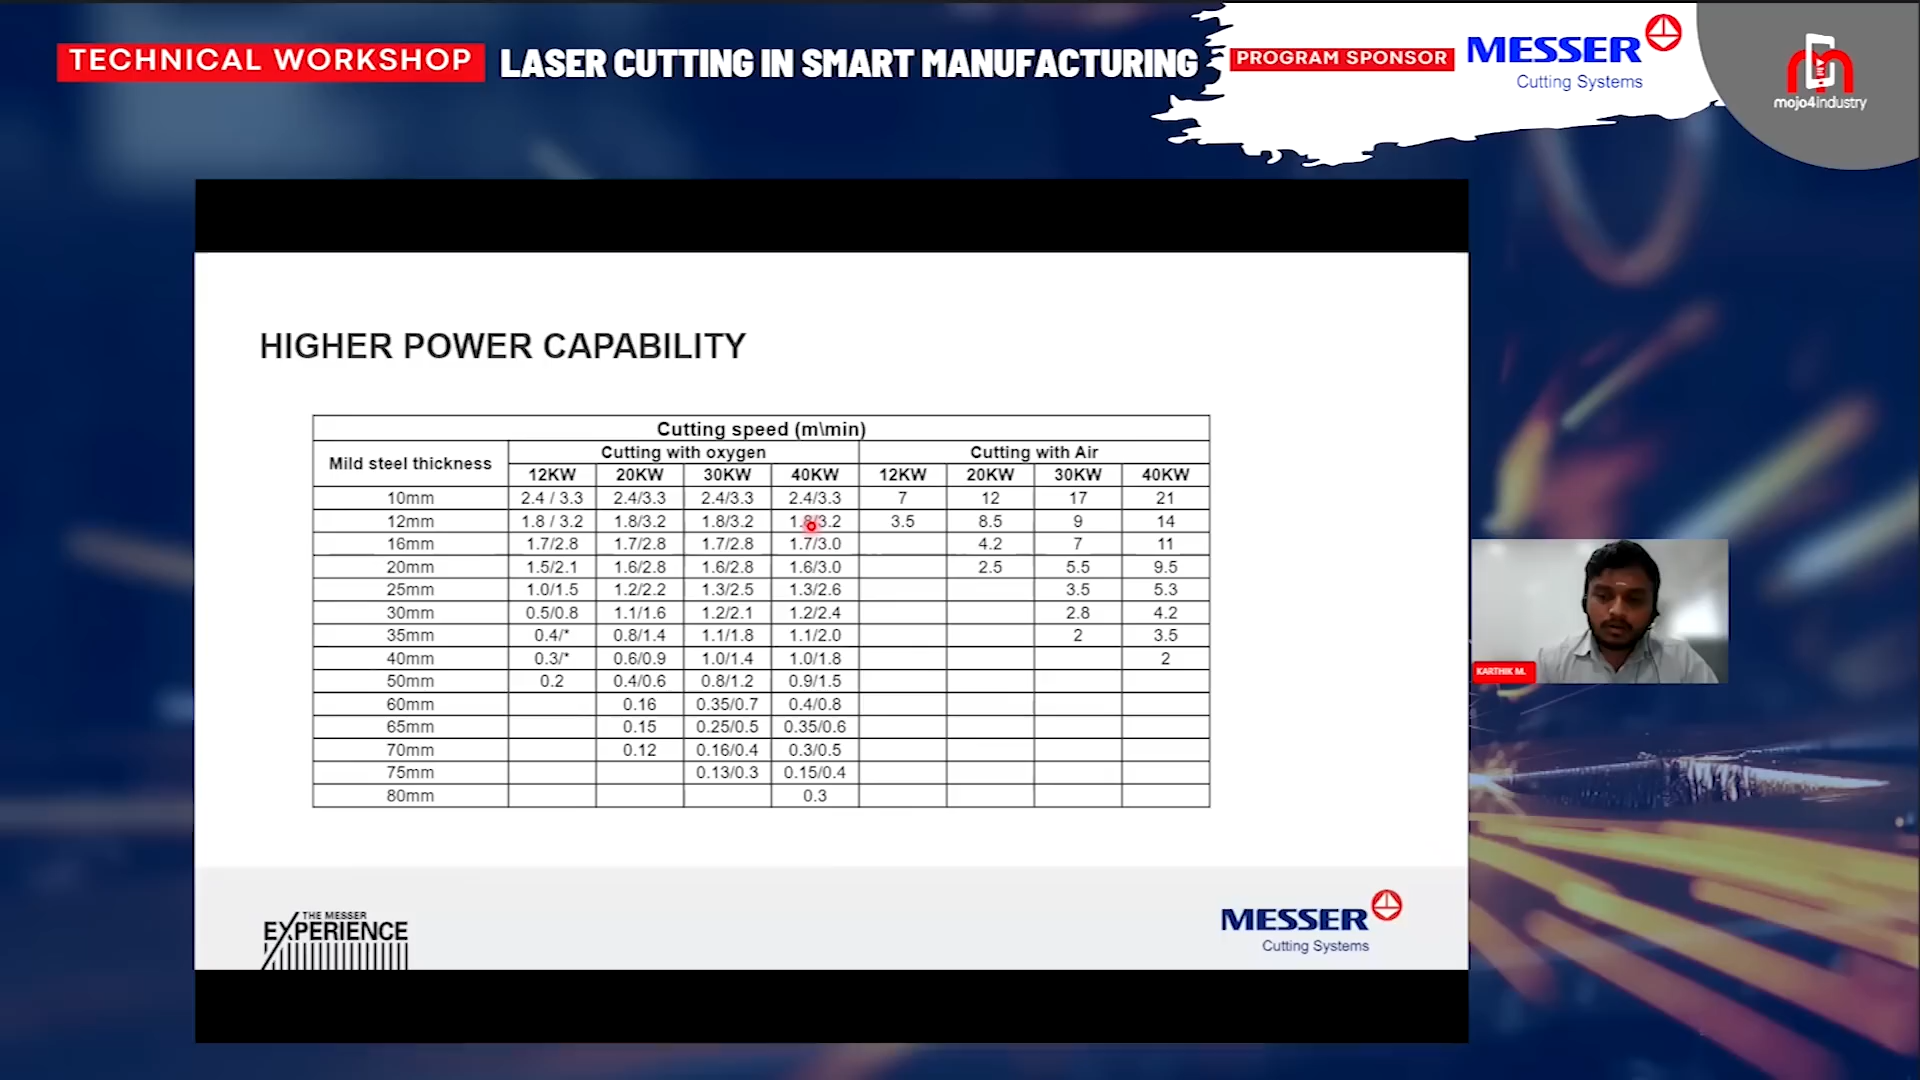 TECHNICAL WORKSHOP LASER CUTTING IN SMART MANUFACTURING PROGRAM SPONSOR MESSER
Cutting Systems
mojo4industry
HIGHER POWER CAPABILITY
Cutting speed (m\min)
Mild steel thickness Cutting with oxygen Cutting with Air
12KW 20KW 30KW 40KW 12KW 20KW 30KW 40KW
10mm 2.4 / 3.3 2.4/3.3 2.4/3.3 2.4/3.3 7 12 17 21
12mm 1.8 / 3.2 1.8/3.2 1.8/3.2 1.8/3.2 3.5 8.5 9 14
16mm 1.7/2.8 1.7/2.8 1.7/2.8 1.7/3.0 4.2 7 11
20mm 1.5/2.1 1.6/2.8 1.6/2.8 1.6/3.0 2.5 5.5 9.5
25mm 1.0/1.5 1.2/2.2 1.3/2.5 1.3/2.6 3.5 5.3
30mm 0.5/0.8 1.1/1.6 1.2/2.1 1.2/2.4 2.8 4.2
35mm 0.4/* 0.8/1.4 1.1/1.8 1.1/2.0 2 3.5
40mm 0.3/* 0.6/0.9 1.0/1.4 1.0/1.8 2
50mm 0.2 0.4/0.6 0.8/1.2 0.9/1.5
60mm 0.16 0.35/0.7 0.4/0.8
65mm 0.15 0.25/0.5 0.35/0.6
70mm 0.12 0.16/0.4 0.3/0.5
75mm 0.13/0.3 0.15/0.4
80mm 0.3
KARTHIK M.
THE MESSER
EXPERIENCE
MESSER
Cutting Systems